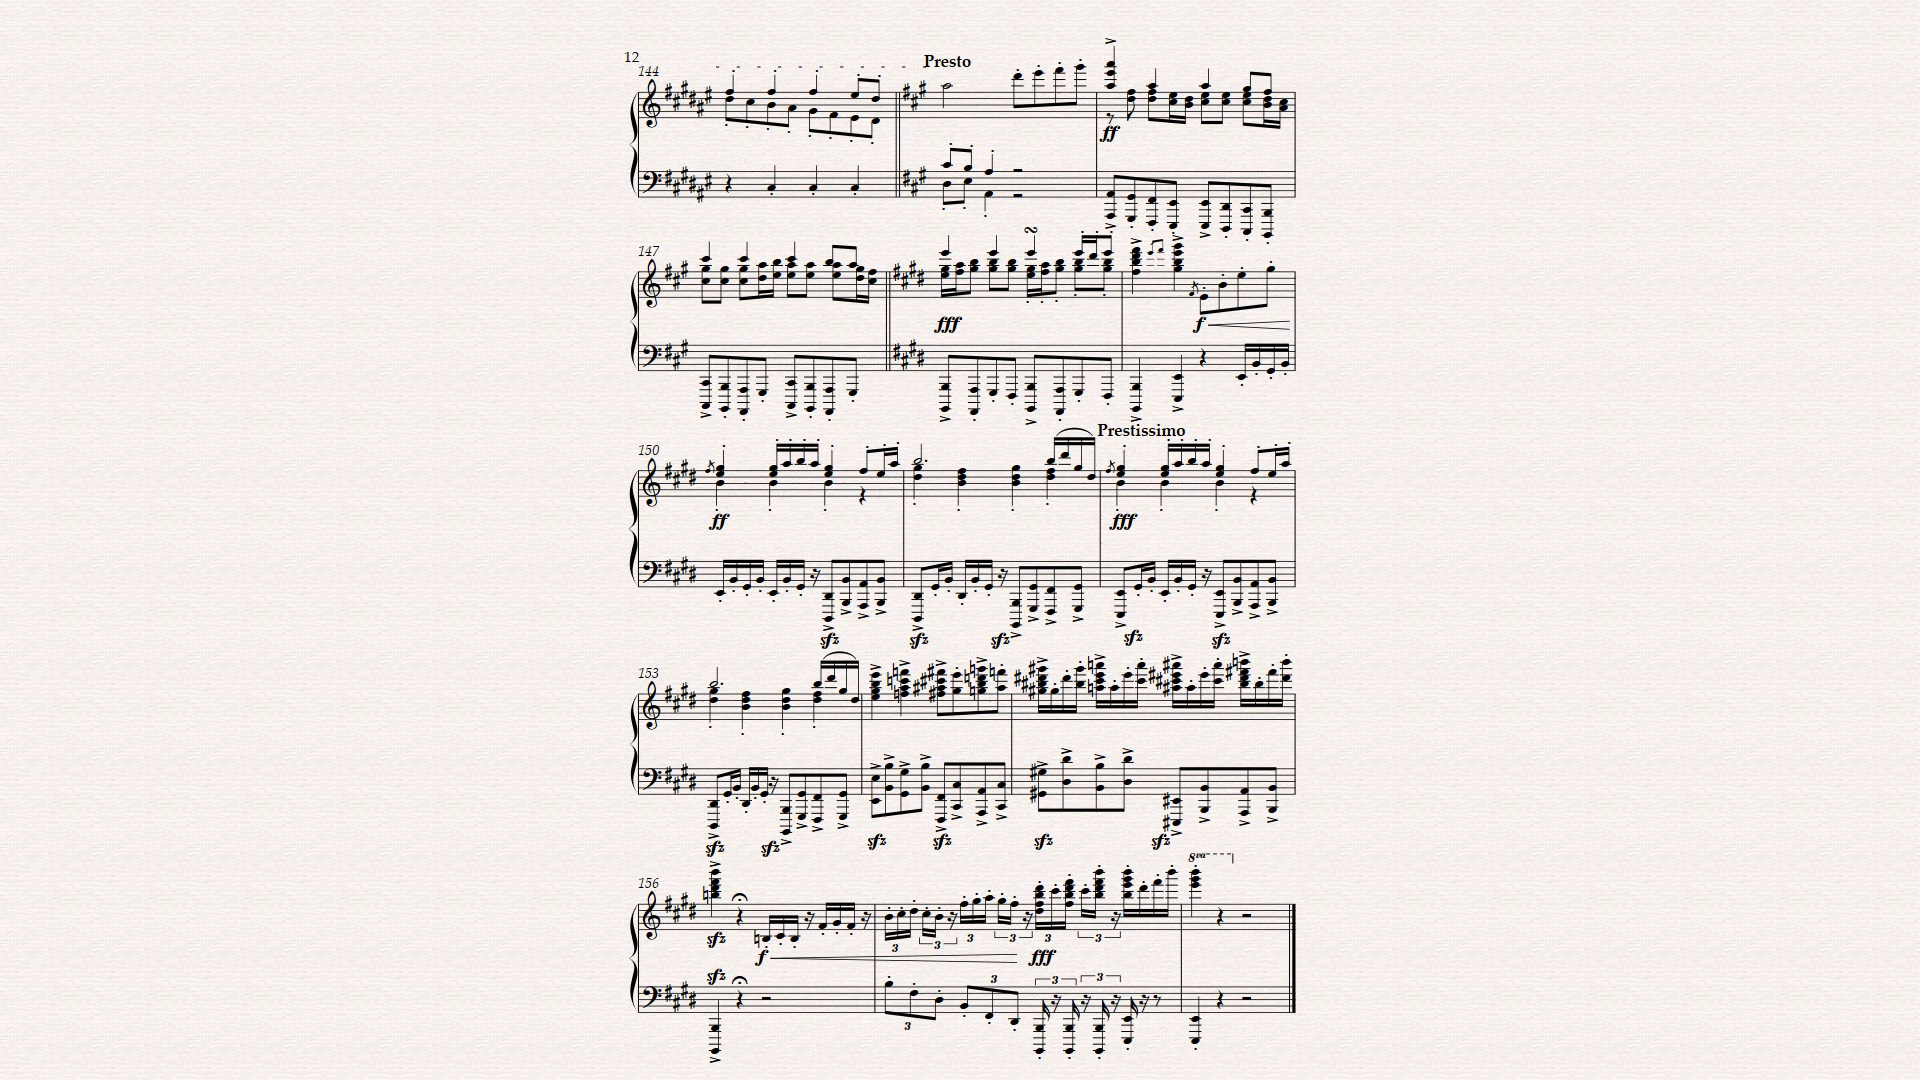 12
144
Presto
ff
147
fff
f
150
Prestissimo
ff
fff
sfz sfz sfz sfz sfz
153
sfz sfz sfz sfz sfz sfz
8va
156
sfz
3 3 3 3 3 3
f
fff
sfz
3 3 3
3